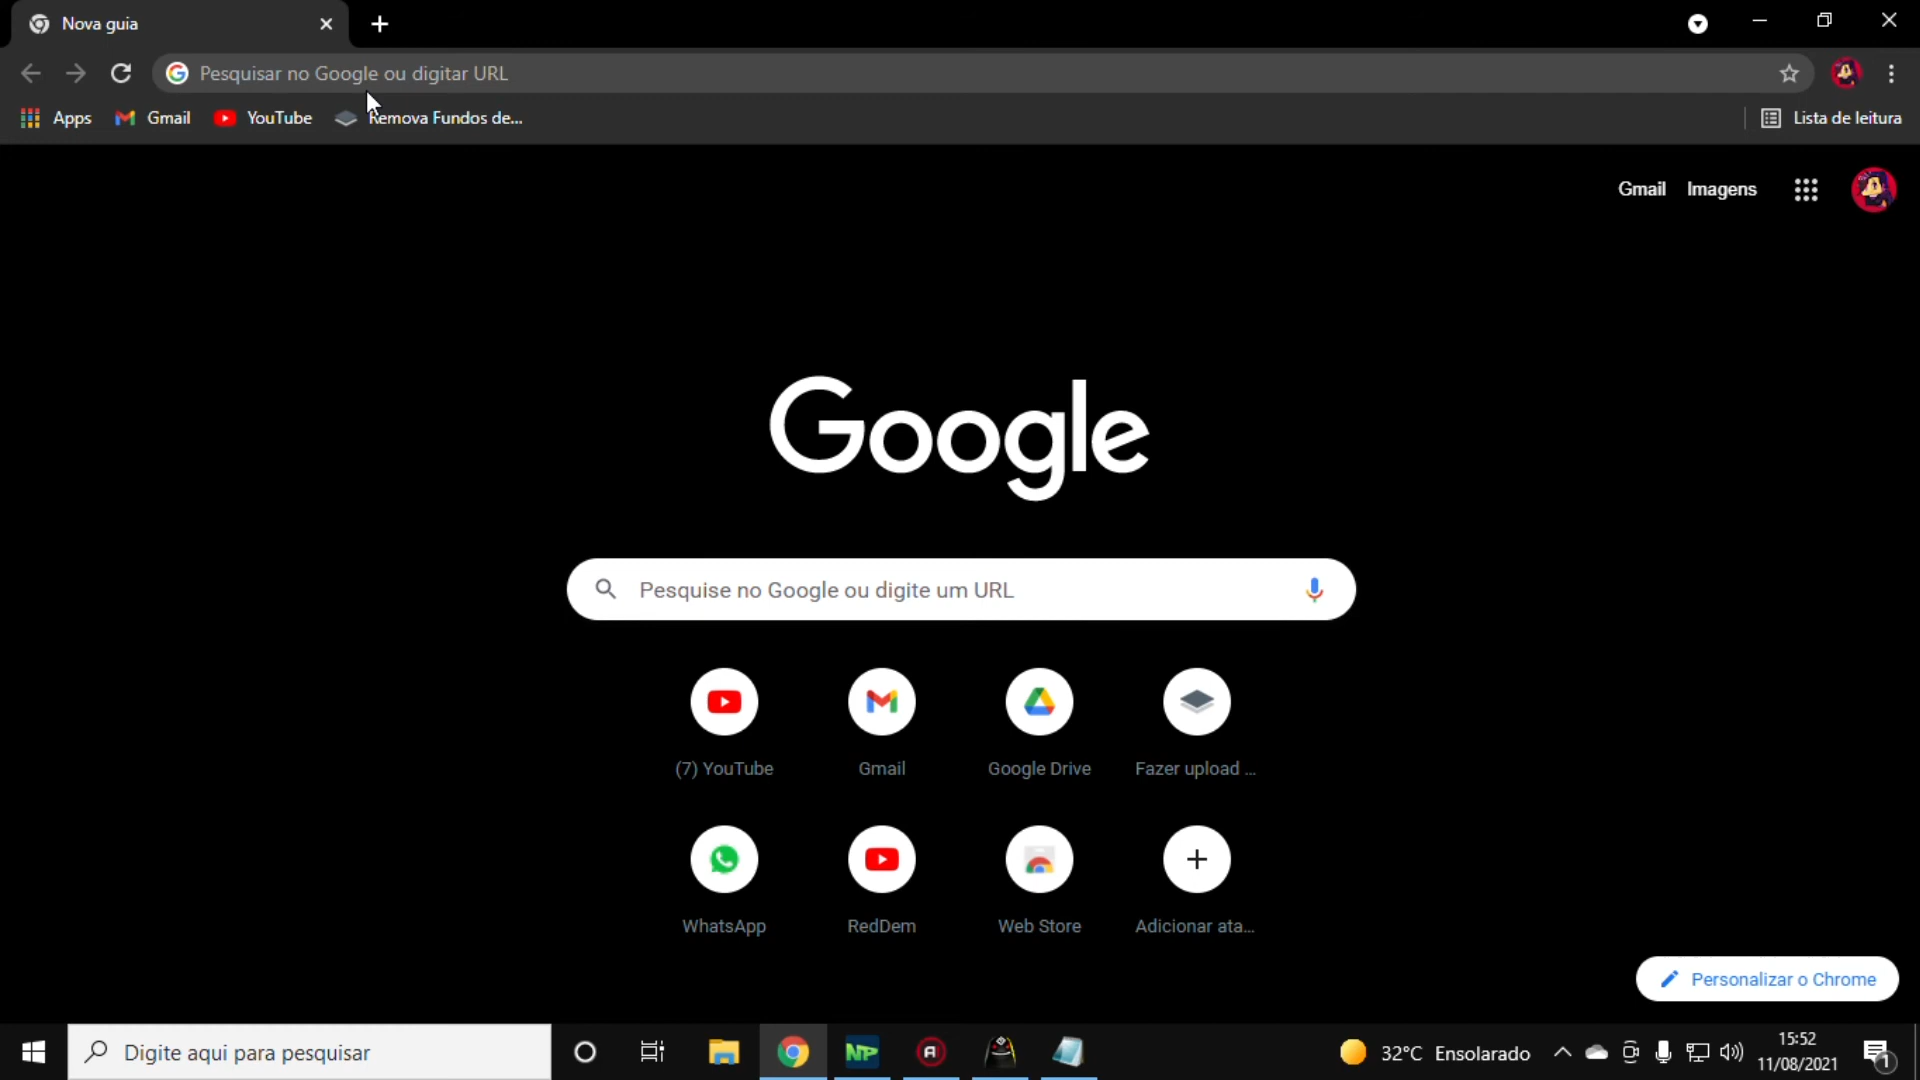 Nova guia
Pesquisar no Google ou digitar URL
Apps Gmail YouTube Remova Fundos de... Lista de leitura
Gmail Imagens
Google
Pesquise no Google ou digite um URL
(7) YouTube Gmail Google Drive Fazer upload ...
WhatsApp RedDem Web Store Adicionar ata...
Personalizar o Chrome
Digite aqui para pesquisar NP 32°C Ensolarado 15:52
11/08/2021 1